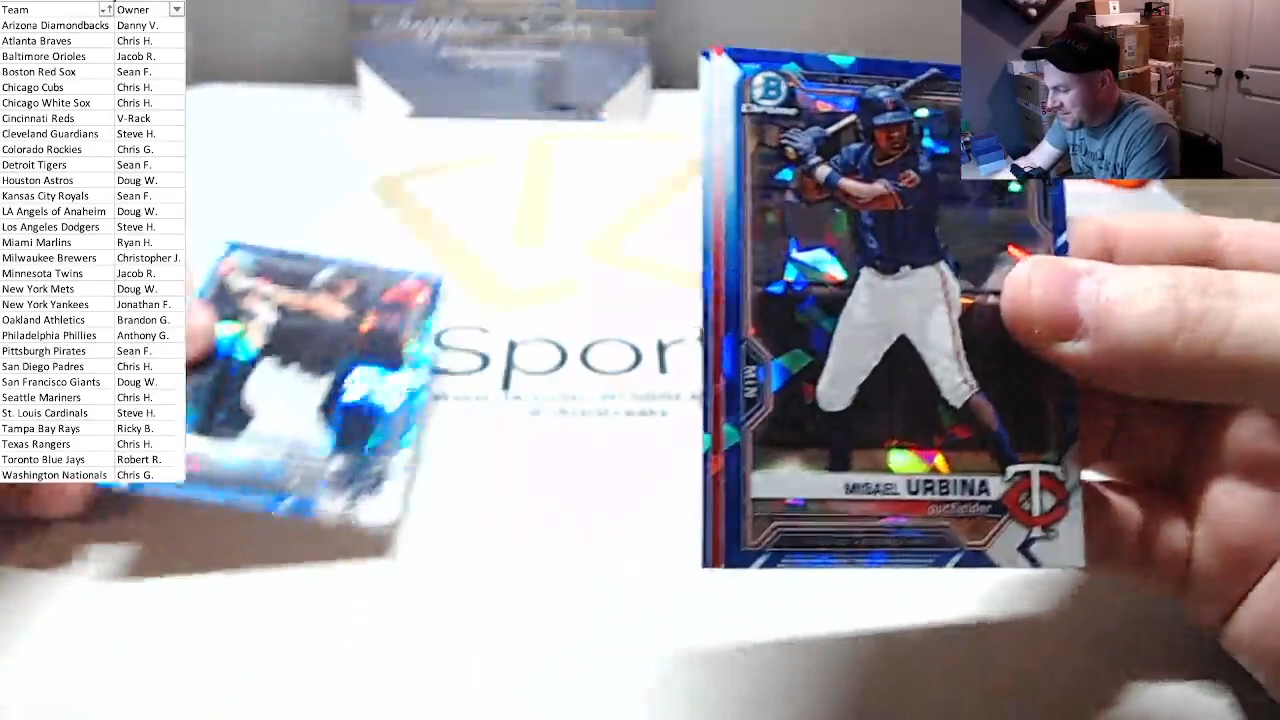 Team Owner
Arizona Diamondbacks Danny V.
Atlanta Braves Chris H.
Baltimore Orioles Jacob R.
Boston Red Sox Sean F.
Chicago Cubs Chris H.
Chicago White Sox Chris H.
Cincinnati Reds V-Rack
Cleveland Guardians Steve H.
Colorado Rockies Chris G.
Detroit Tigers Sean F.
Houston Astros Doug W.
Kansas City Royals Sean F.
LA Angels of Anaheim Doug W.
Los Angeles Dodgers Steve H.
Miami Marlins Ryan H.
Milwaukee Brewers Christopher J.
Minnesota Twins Jacob R.
New York Mets Doug W.
New York Yankees Jonathan F.
Oakland Athletics Brandon G.
Philadelphia Phillies Anthony G.
Pittsburgh Pirates Sean F.
San Diego Padres Chris H.
San Francisco Giants Doug W.
Seattle Mariners Chris H.
St. Louis Cardinals Steve H.
Tampa Bay Rays Ricky B.
Texas Rangers Chris H.
Toronto Blue Jays Robert R.
Washington Nationals Chris G.
Spor
B
Chrome
MIN
MISAEL URBINA
outfielder
TC